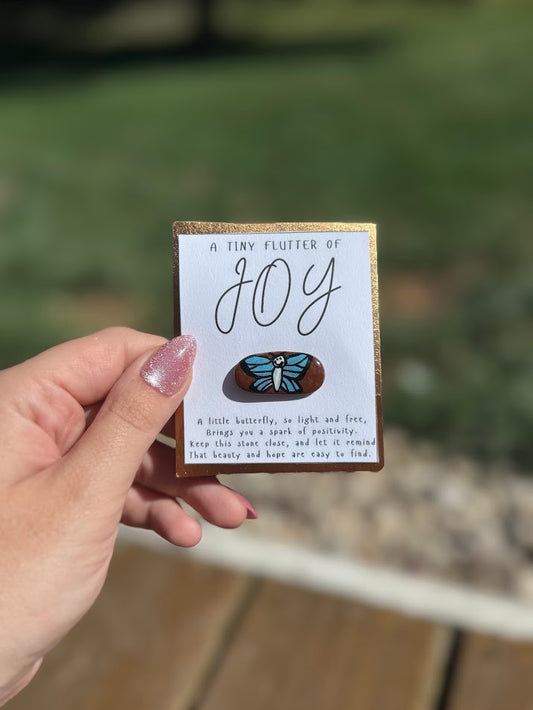 A TINY FLUTTER OF
JOY
A little butterfly, so light and free,
Brings you a spark of positivity.
Keep this stone close, and let it remind
That beauty and hope are easy to find.